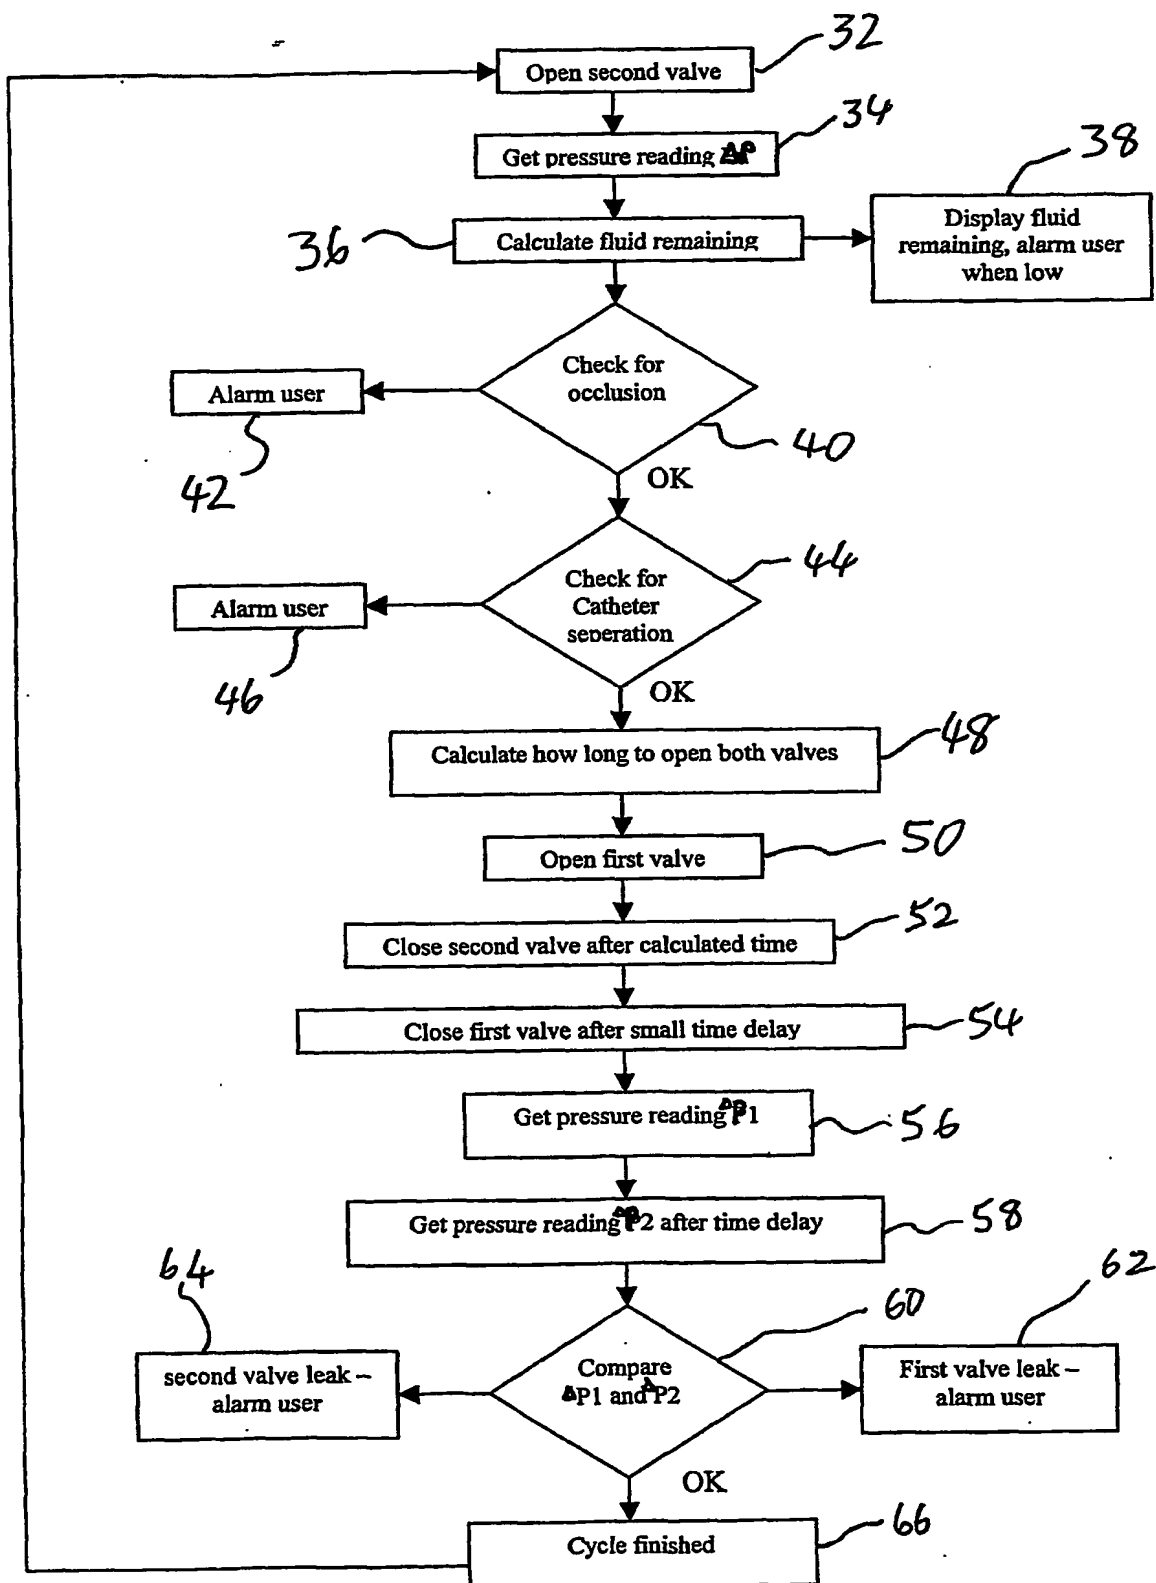 32
Open second valve
34
Get pressure reading ΔP
38
Display fluid
remaining, alarm user
when low
36
Calculate fluid remaining
Check for
occlusion
Alarm user
40
42
OK
44
Check for
Catheter
seperation
Alarm user
46
OK
48
Calculate how long to open both valves
50
Open first valve
52
Close second valve after calculated time
54
Close first valve after small time delay
Get pressure reading ΔP1
56
Get pressure reading ΔP2 after time delay
58
64
62
60
second valve leak –
alarm user
Compare
ΔP1 and ΔP2
First valve leak –
alarm user
OK
66
Cycle finished